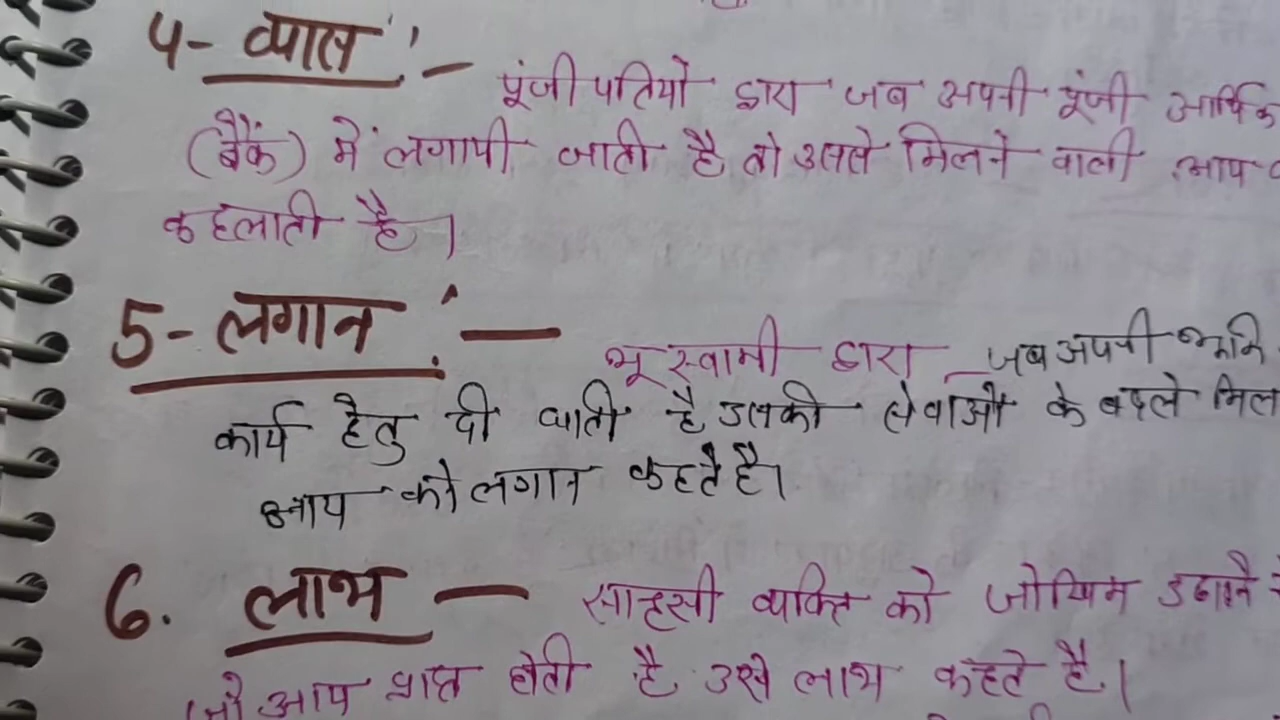 4- व्याज :-
पूंजीपतियो द्वारा जब अपनी पूंजी आर्थिक
(बैंक) में लगायी जाती है तो उससे मिलने वाली आय
कहलाती है।
5- लगान :-
भू स्वामी द्वारा जब अपनी भूमि
कार्य हेतु दी जाती है उसकी सेवाओ के बदले मिल
आय को लगान कहते है।
6. लाभ -
साहसी व्यक्ति को जोखिम उठाने
जो आय प्राप्त होती है उसे लाभ कहते है।